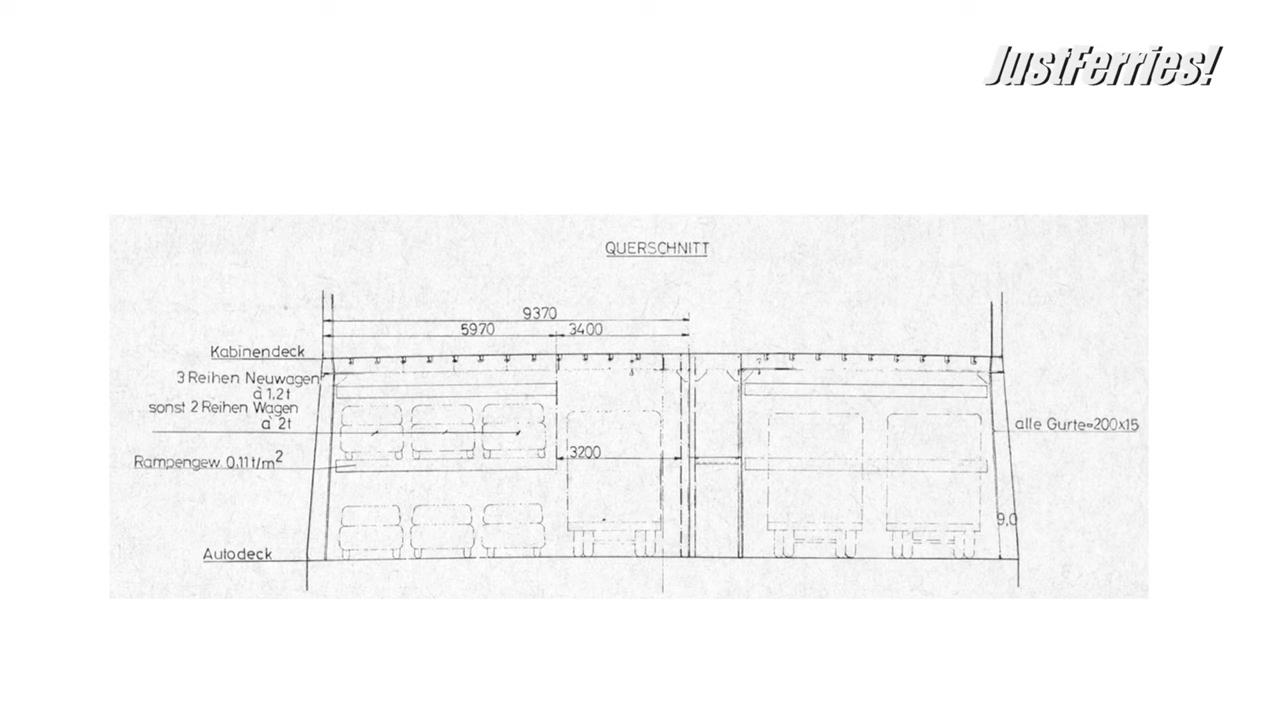 JustFerries!
QUERSCHNITT
9370
5970
3400
Kabinendeck
3 Reihen Neuwagen
à 1,2t
sonst 2 Reihen Wagen
à 2t
alle Gurte=200x15
3200
Rampengew. 0,11t/m²
9,0
Autodeck